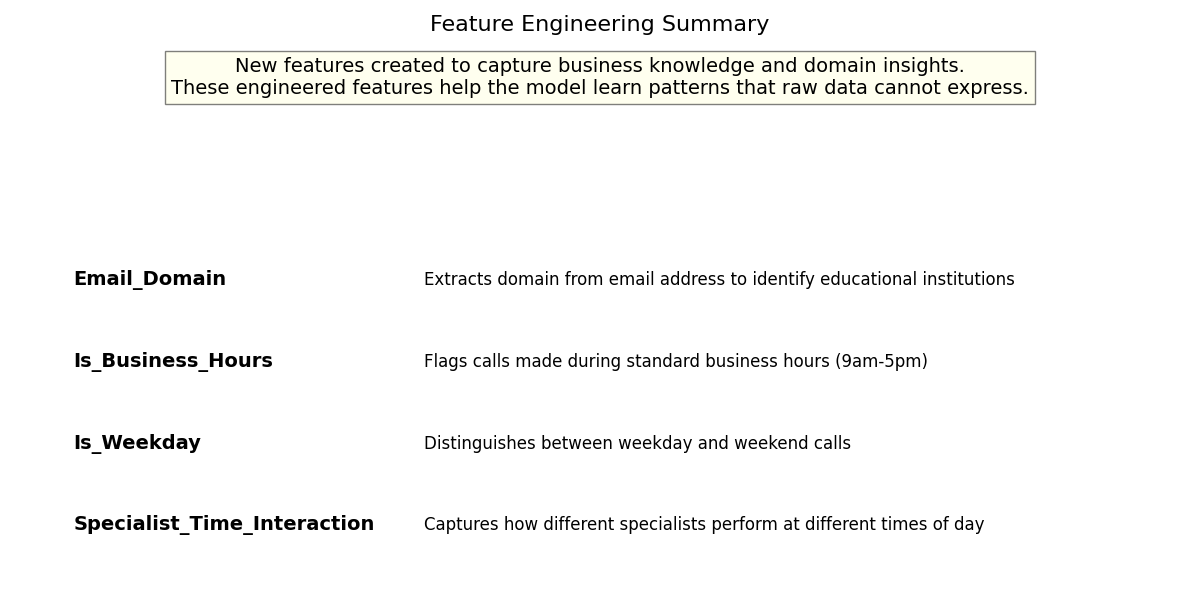 Feature Engineering Summary
New features created to capture business knowledge and domain insights.
These engineered features help the model learn patterns that raw data cannot express.
Email_Domain Extracts domain from email address to identify educational institutions
Is_Business_Hours Flags calls made during standard business hours (9am-5pm)
Is_Weekday Distinguishes between weekday and weekend calls
Specialist_Time_Interaction Captures how different specialists perform at different times of day